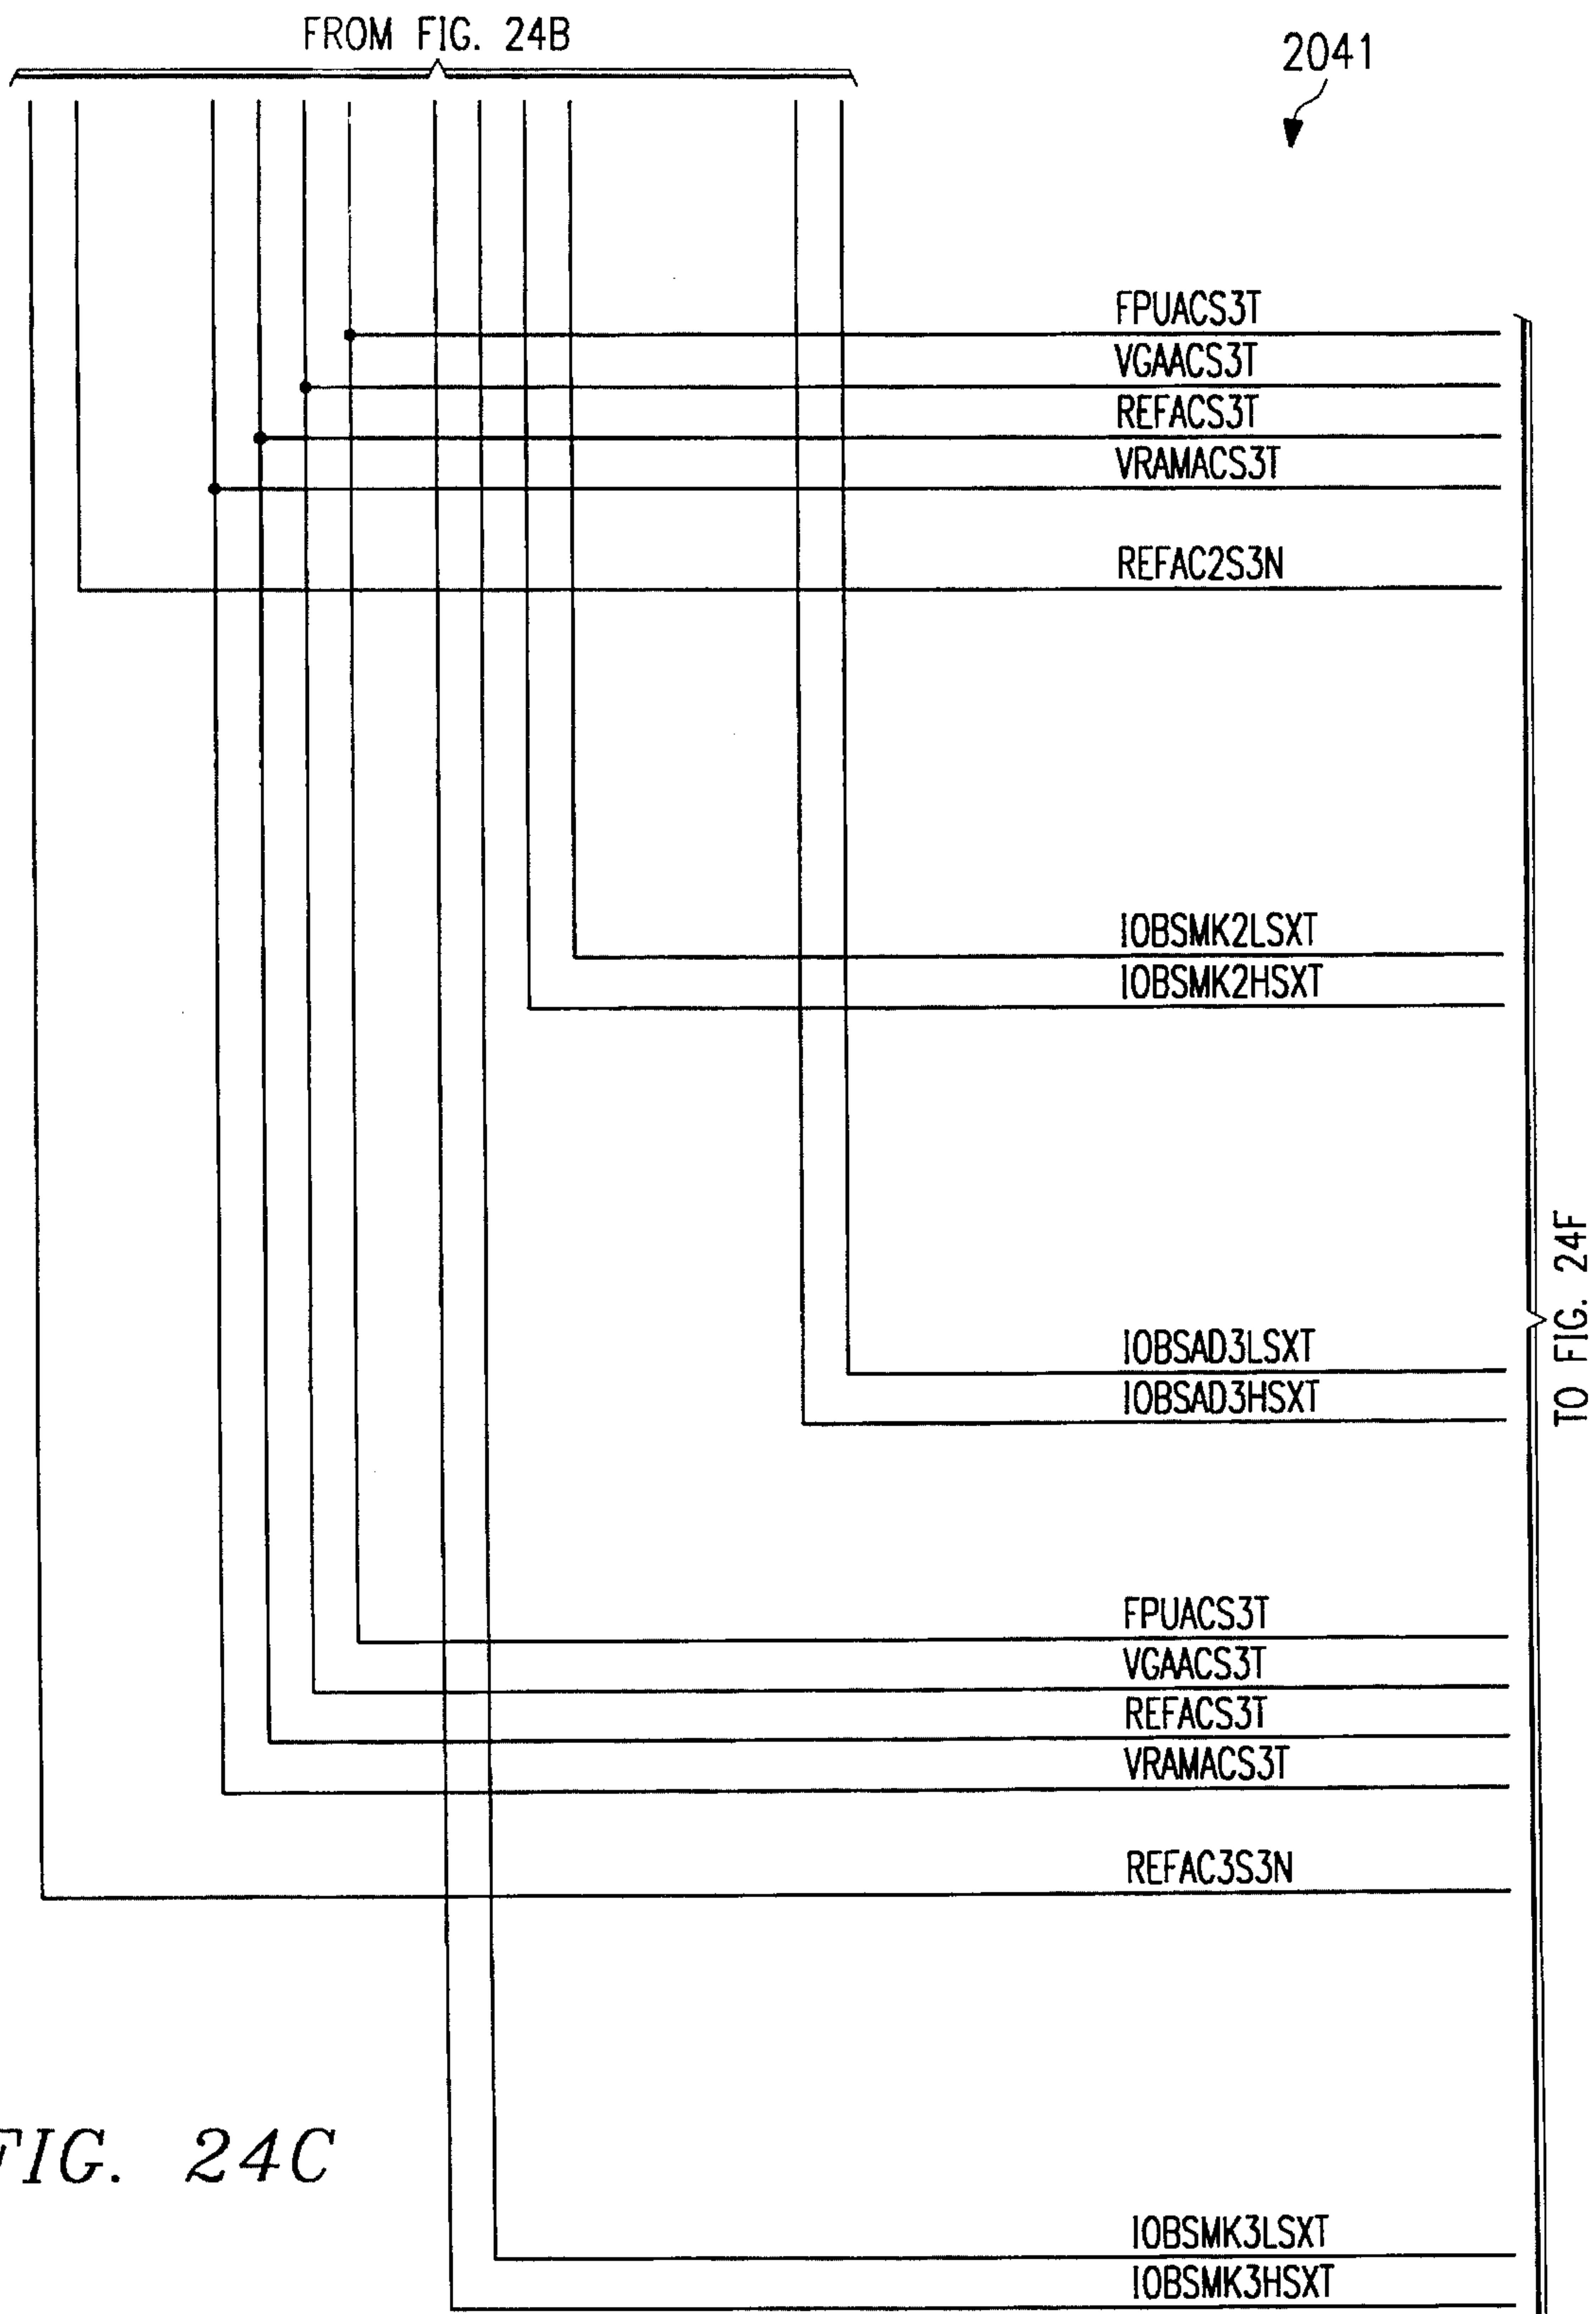 FROM FIG. 24B
2041
FPUACS3T
VGAACS3T
REFACS3T
VRAMACS3T
REFAC2S3N
IOBSMK2LSXT
IOBSMK2HSXT
IOBSAD3LSXT
IOBSAD3HSXT
TO FIG. 24F
FPUACS3T
VGAACS3T
REFACS3T
VRAMACS3T
REFAC3S3N
FIG. 24C
IOBSMK3LSXT
IOBSMK3HSXT